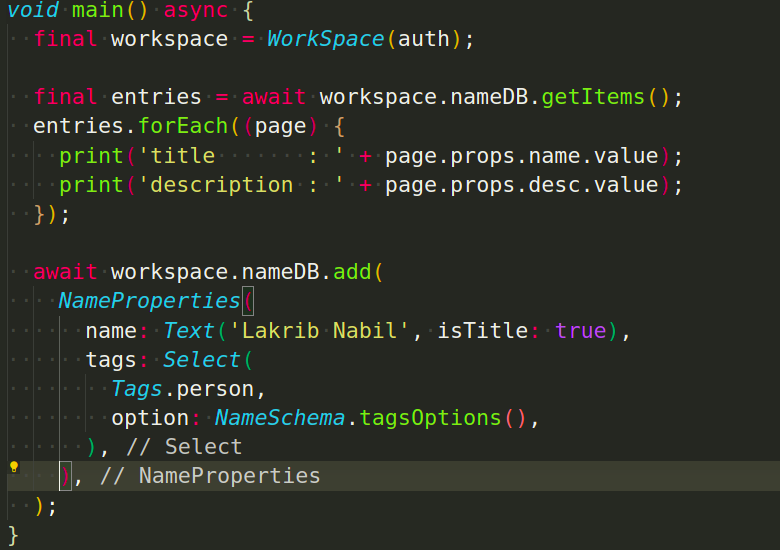 void main() async {
  final workspace = WorkSpace(auth);

  final entries = await workspace.nameDB.getItems();
  entries.forEach((page) {
    print('title       : ' + page.props.name.value);
    print('description : ' + page.props.desc.value);
  });

  await workspace.nameDB.add(
    NameProperties(
      name: Text('Lakrib Nabil', isTitle: true),
      tags: Select(
        Tags.person,
        option: NameSchema.tagsOptions(),
      ), // Select
    ), // NameProperties
  );
}